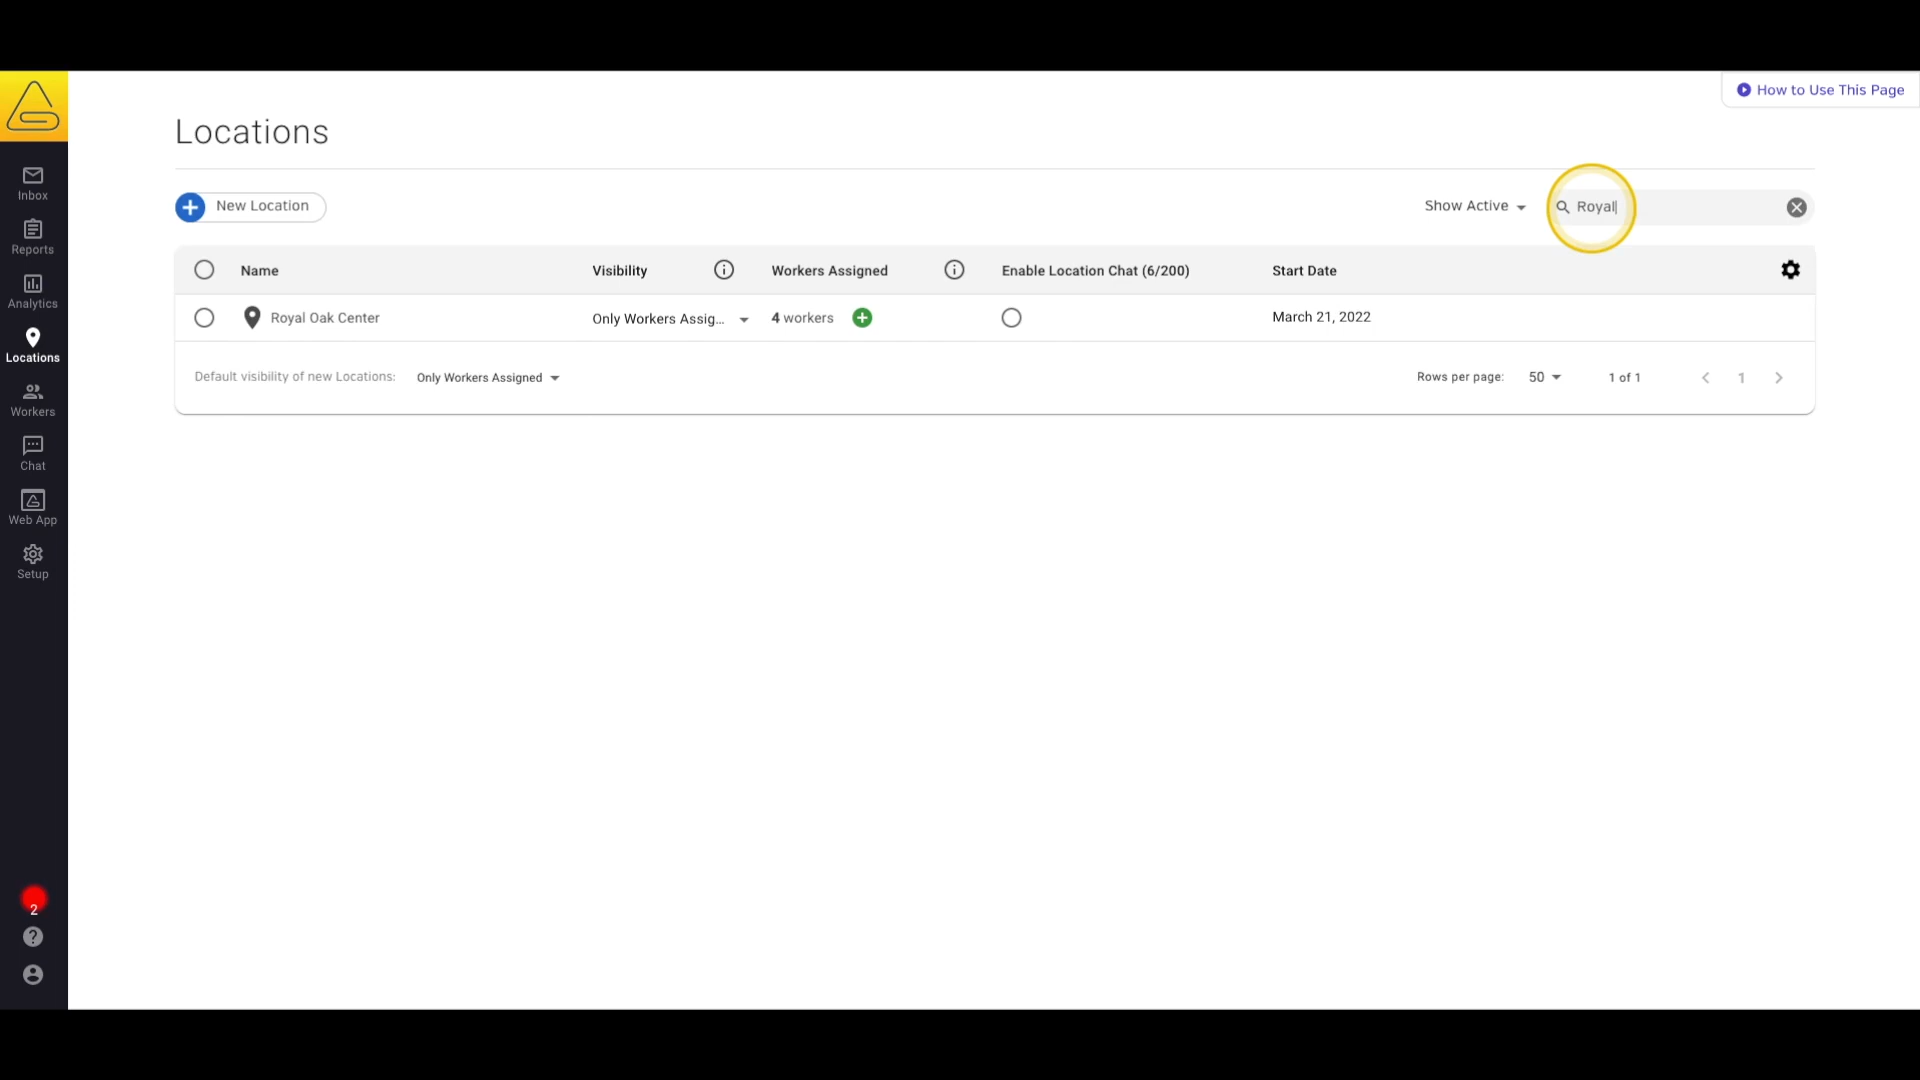 How to Use This Page
Locations
New Location
Show Active
Royal
Name Visibility Workers Assigned Enable Location Chat (6/200) Start Date
Royal Oak Center Only Workers Assig... 4 workers March 21, 2022
Default visibility of new Locations: Only Workers Assigned Rows per page: 50 1 of 1 1
Inbox
Reports
Analytics
Locations
Workers
Chat
Web App
Setup
2